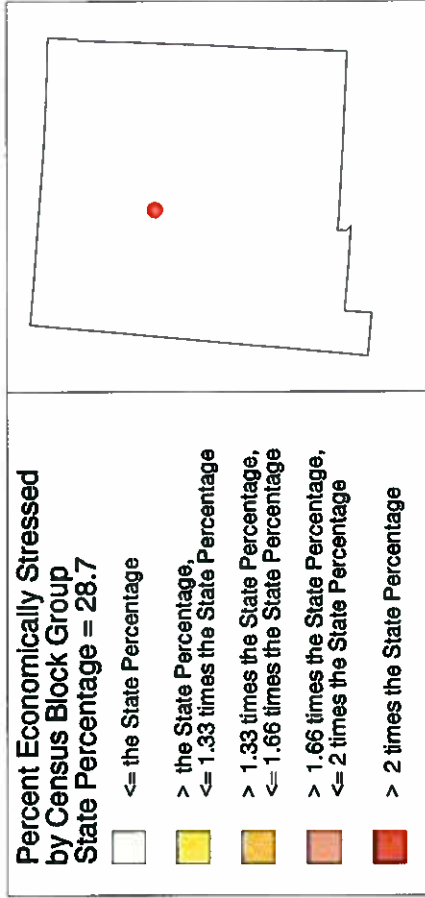 Percent Economically Stressed
by Census Block Group
State Percentage = 28.7
<= the State Percentage
> the State Percentage,
<= 1.33 times the State Percentage
> 1.33 times the State Percentage,
<= 1.66 times the State Percentage
> 1.66 times the State Percentage,
<= 2 times the State Percentage
> 2 times the State Percentage